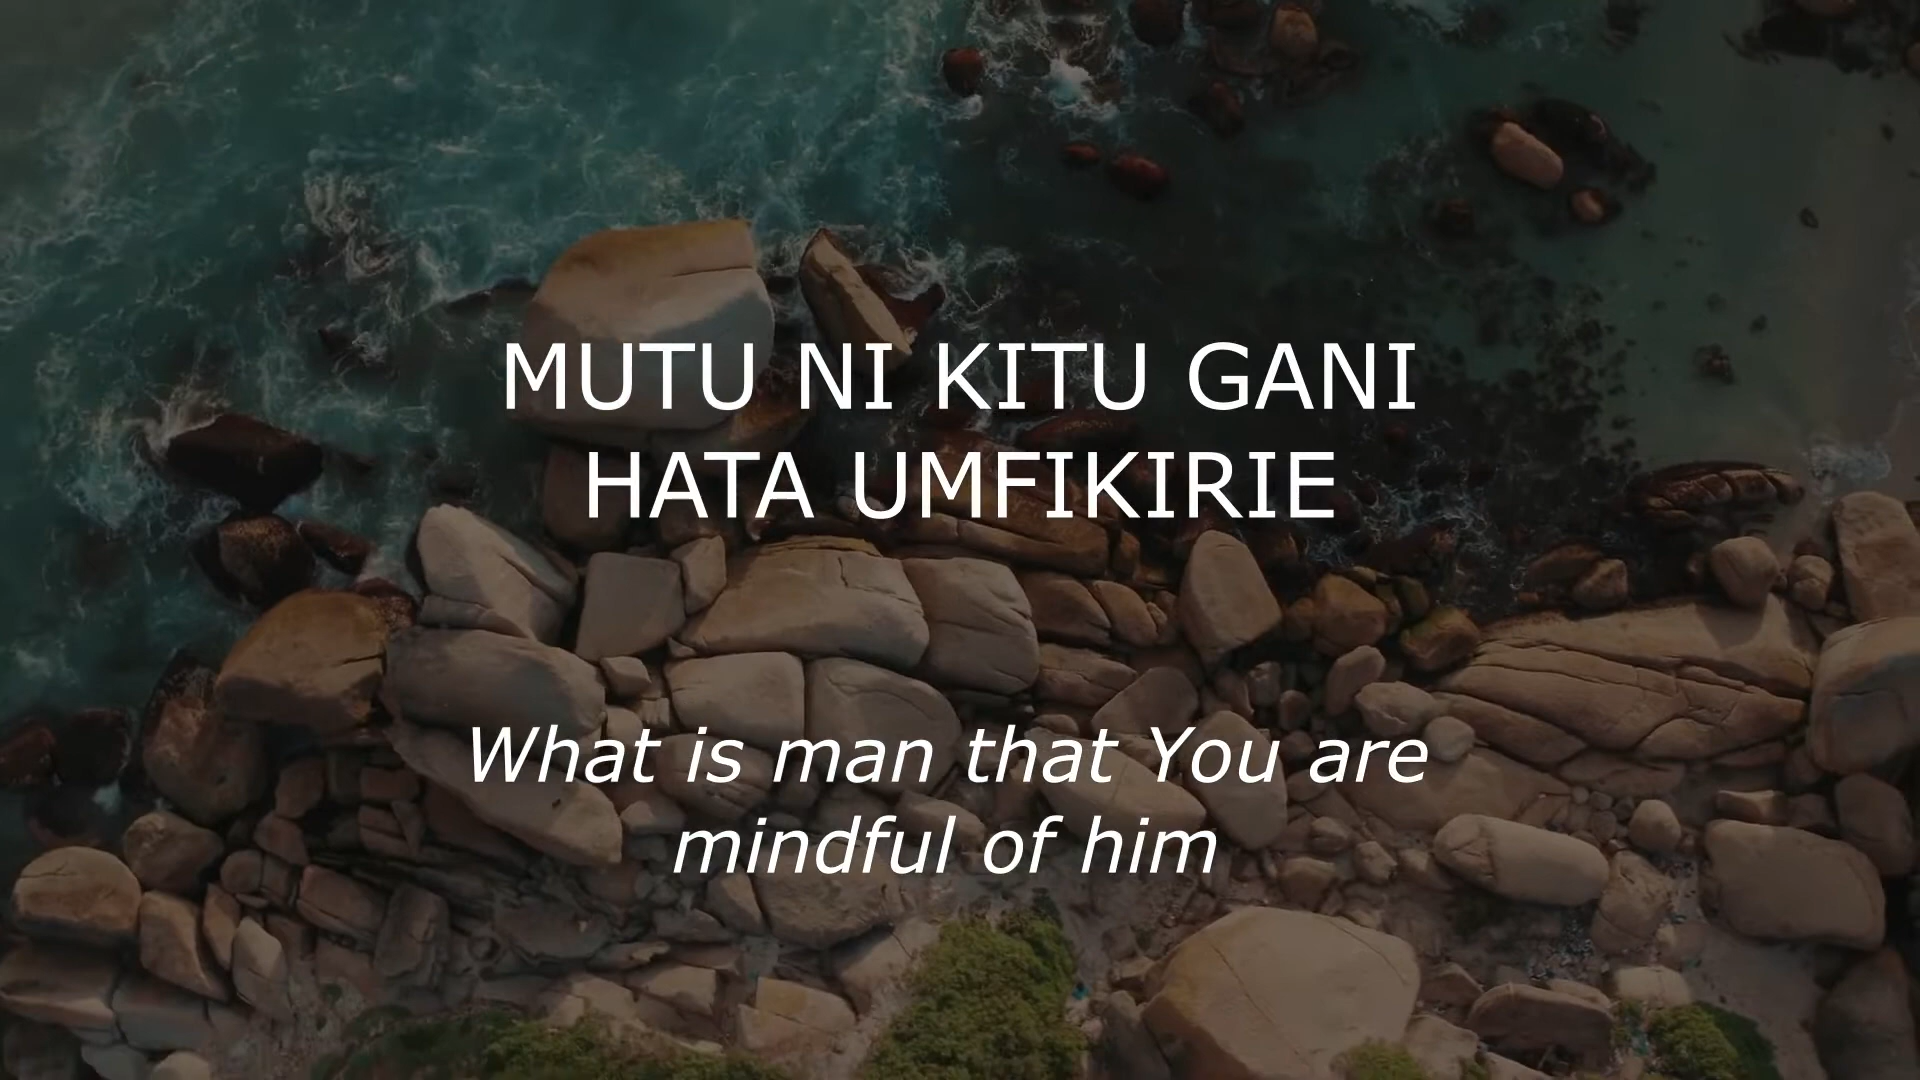 MUTU NI KITU GANI
HATA UMFIKIRIE
What is man that You are
mindful of him